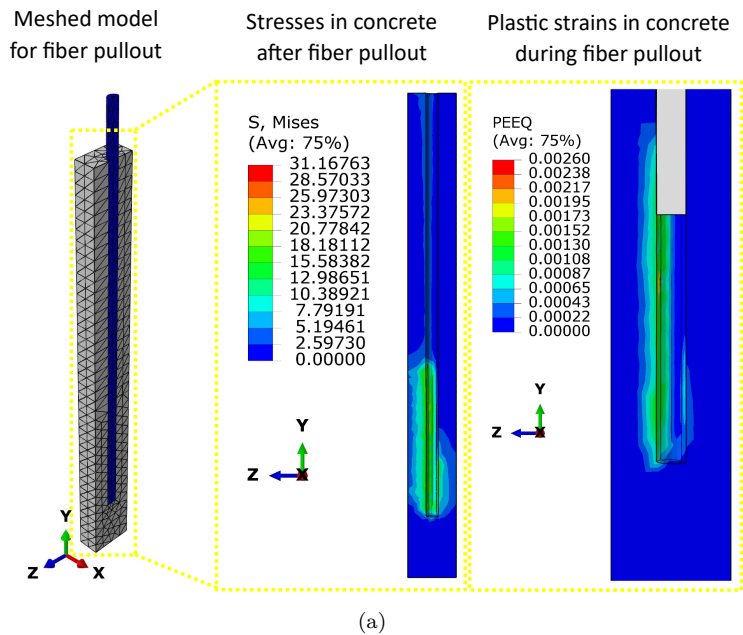 Meshed model
for fiber pullout
Stresses in concrete
after fiber pullout
Plastic strains in concrete
during fiber pullout
S, Mises
(Avg: 75%)
31.16763
28.57033
25.97303
23.37572
20.77842
18.18112
15.58382
12.98651
10.38921
7.79191
5.19461
2.59730
0.00000
PEEQ
(Avg: 75%)
0.00260
0.00238
0.00217
0.00195
0.00173
0.00152
0.00130
0.00108
0.00087
0.00065
0.00043
0.00022
0.00000
Y
Z
X
Y
Z
X
Y
Z
X
(a)